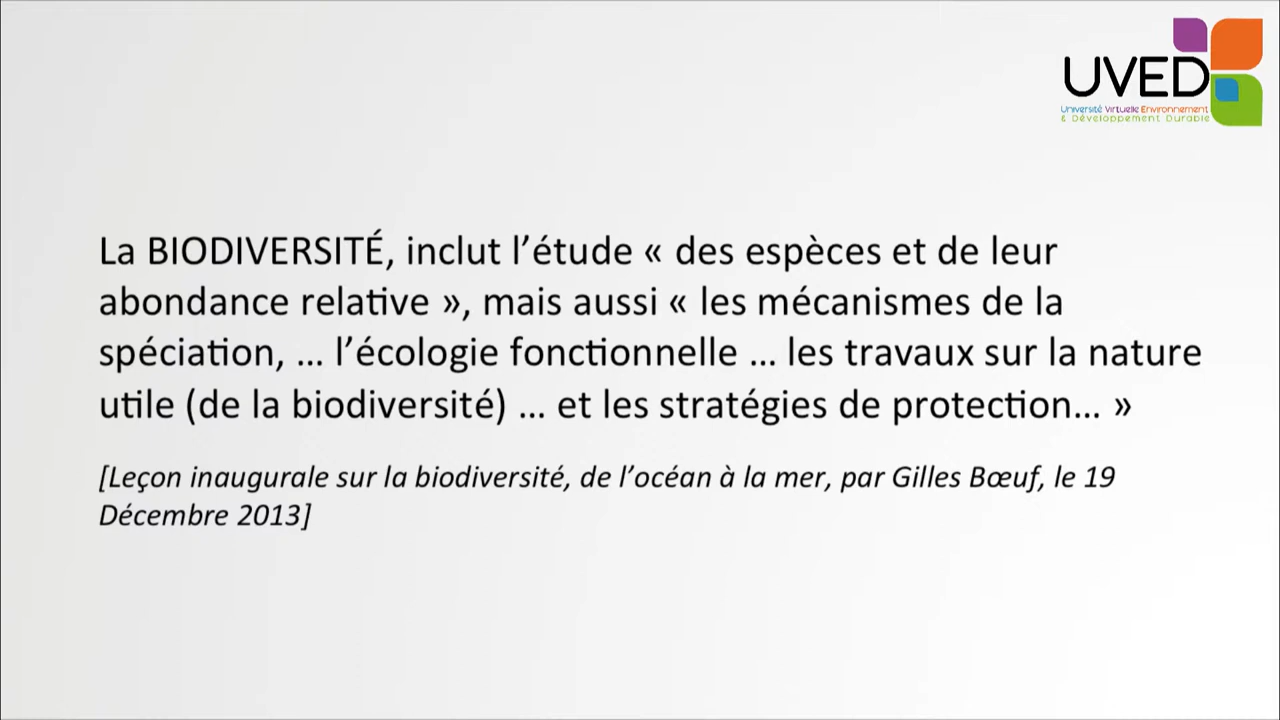 UVED
Université Virtuelle Environnement
& Développement Durable
La BIODIVERSITÉ, inclut l’étude « des espèces et de leur
abondance relative », mais aussi « les mécanismes de la
spéciation, … l’écologie fonctionnelle … les travaux sur la nature
utile (de la biodiversité) … et les stratégies de protection… »
[Leçon inaugurale sur la biodiversité, de l’océan à la mer, par Gilles Bœuf, le 19
Décembre 2013]